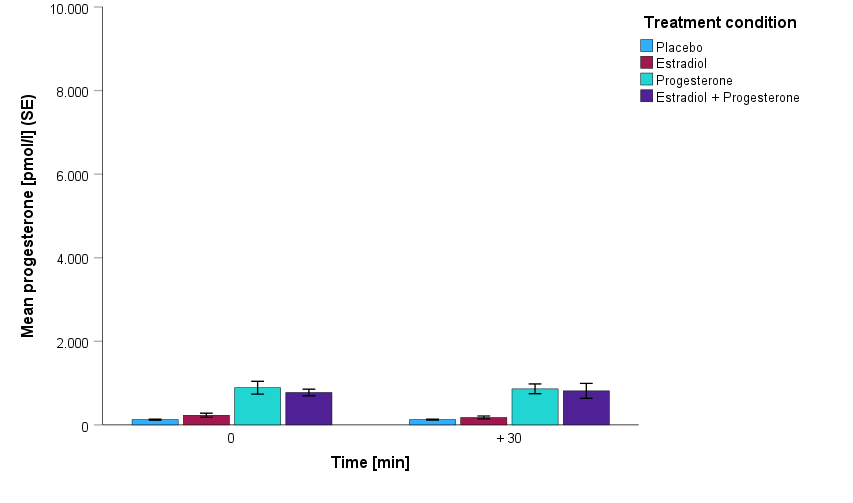 Mean progesterone [pmol/l] (SE)
10.000
8.000
6.000
4.000
2.000
0
0
+ 30
Time [min]
Treatment condition
Placebo
Estradiol
Progesterone
Estradiol + Progesterone